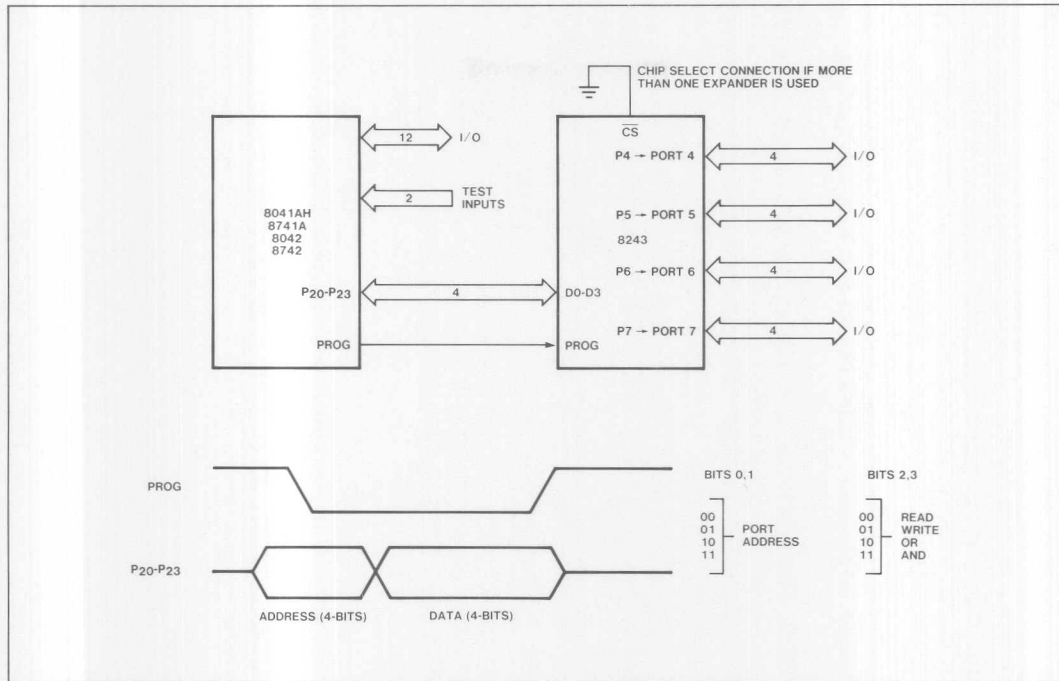 CHIP SELECT CONNECTION IF MORE
THAN ONE EXPANDER IS USED
CS
12 I/O
P4 → PORT 4 4 I/O
2 TEST
INPUTS
8041AH
8741A
8042
8742
P5 → PORT 5 4 I/O
8243
P6 → PORT 6 4 I/O
P20-P23 4 D0-D3
P7 → PORT 7 4 I/O
PROG PROG
PROG
P20-P23
ADDRESS (4-BITS) DATA (4-BITS)
BITS 0,1
00
01
10
11
PORT
ADDRESS
BITS 2,3
00 READ
01 WRITE
10 OR
11 AND